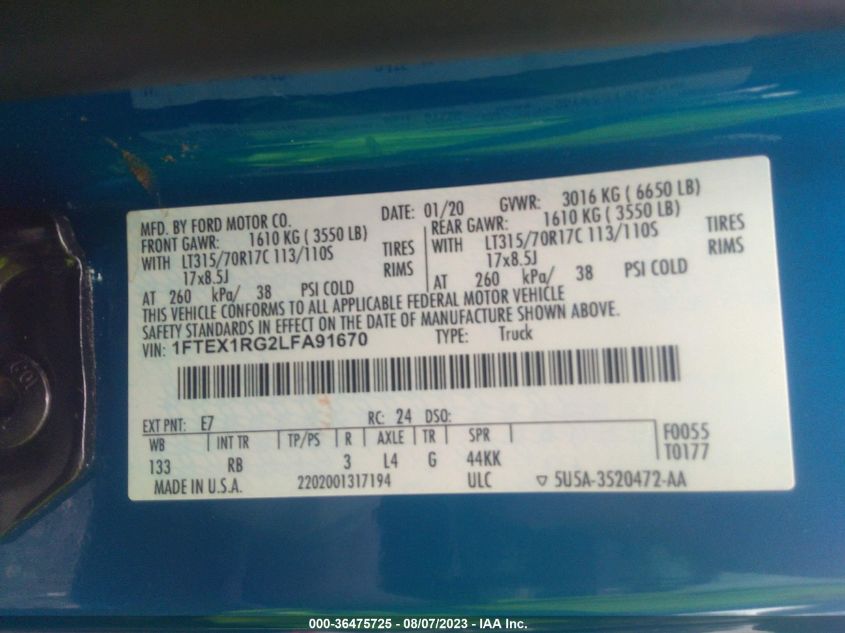 MFD. BY FORD MOTOR CO. DATE: 01/20 GVWR: 3016 KG ( 6650 LB)
FRONT GAWR: 1610 KG ( 3550 LB) REAR GAWR: 1610 KG ( 3550 LB)
WITH LT315/70R17C 113/110S TIRES WITH LT315/70R17C 113/110S TIRES
17x8.5J RIMS 17x8.5J RIMS
AT 260 kPa/ 38 PSI COLD AT 260 kPa/ 38 PSI COLD
THIS VEHICLE CONFORMS TO ALL APPLICABLE FEDERAL MOTOR VEHICLE
SAFETY STANDARDS IN EFFECT ON THE DATE OF MANUFACTURE SHOWN ABOVE.
VIN: 1FTEX1RG2LFA91670 TYPE: Truck
EXT PNT: E7 RC: 24 DSO:
WB INT TR TP/PS R AXLE TR SPR F0055
133 RB 3 L4 G 44KK T0177
MADE IN U.S.A. 2202001317194 ULC ▽ 5U5A-3520472-AA
000-36475725 - 08/07/2023 - IAA Inc.